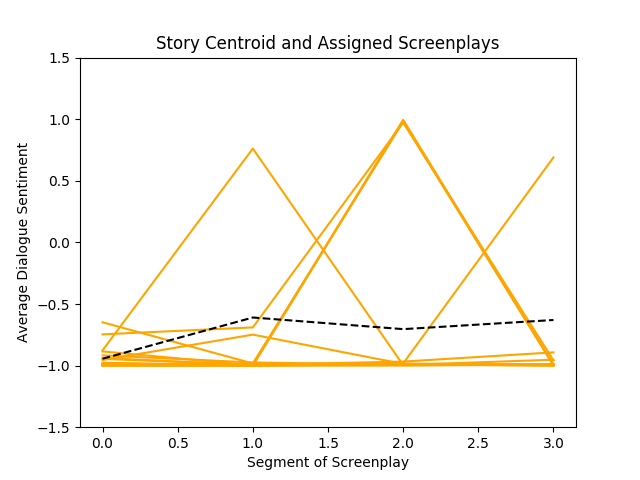 Story Centroid and Assigned Screenplays
1.5
1.0
0.5
0.0
−0.5
−1.0
−1.5
Average Dialogue Sentiment
0.0 0.5 1.0 1.5 2.0 2.5 3.0
Segment of Screenplay